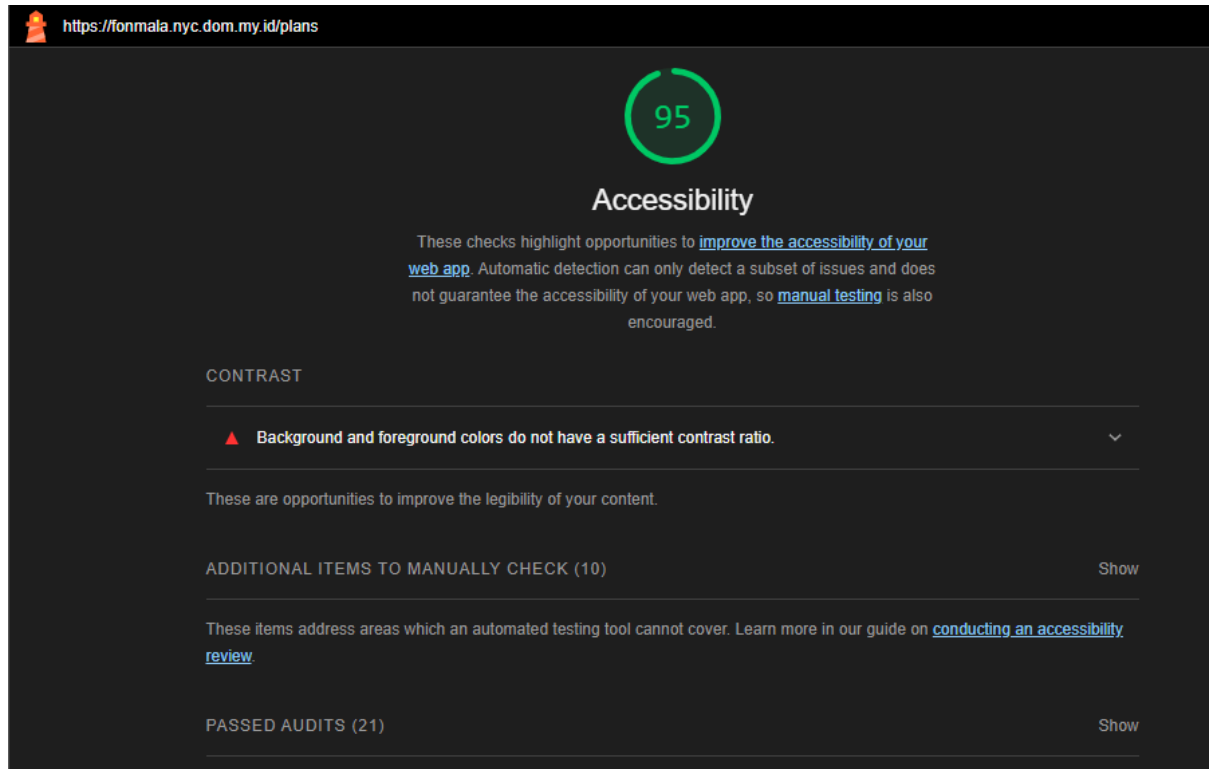 https://fonmala.nyc.dom.my.id/plans
95
Accessibility
These checks highlight opportunities to improve the accessibility of your
web app. Automatic detection can only detect a subset of issues and does
not guarantee the accessibility of your web app, so manual testing is also
encouraged.
CONTRAST
Background and foreground colors do not have a sufficient contrast ratio.
These are opportunities to improve the legibility of your content.
ADDITIONAL ITEMS TO MANUALLY CHECK (10) Show
These items address areas which an automated testing tool cannot cover. Learn more in our guide on conducting an accessibility
review.
PASSED AUDITS (21) Show